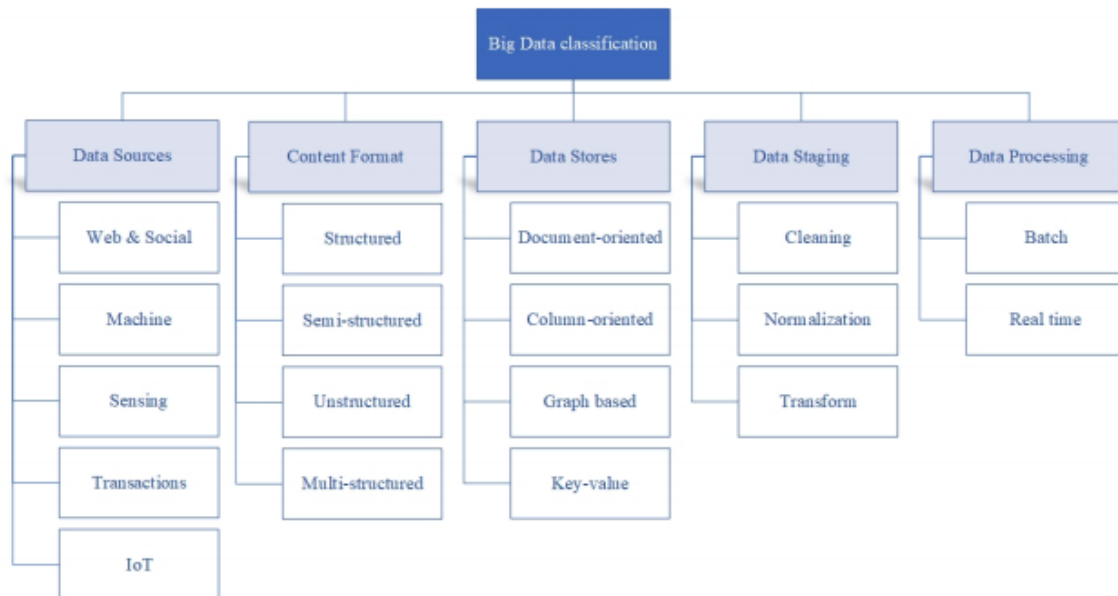 Big Data classification
Data Sources
Web & Social
Machine
Sensing
Transactions
IoT
Content Format
Structured
Semi-structured
Unstructured
Multi-structured
Data Stores
Document-oriented
Column-oriented
Graph based
Key-value
Data Staging
Cleaning
Normalization
Transform
Data Processing
Batch
Real time